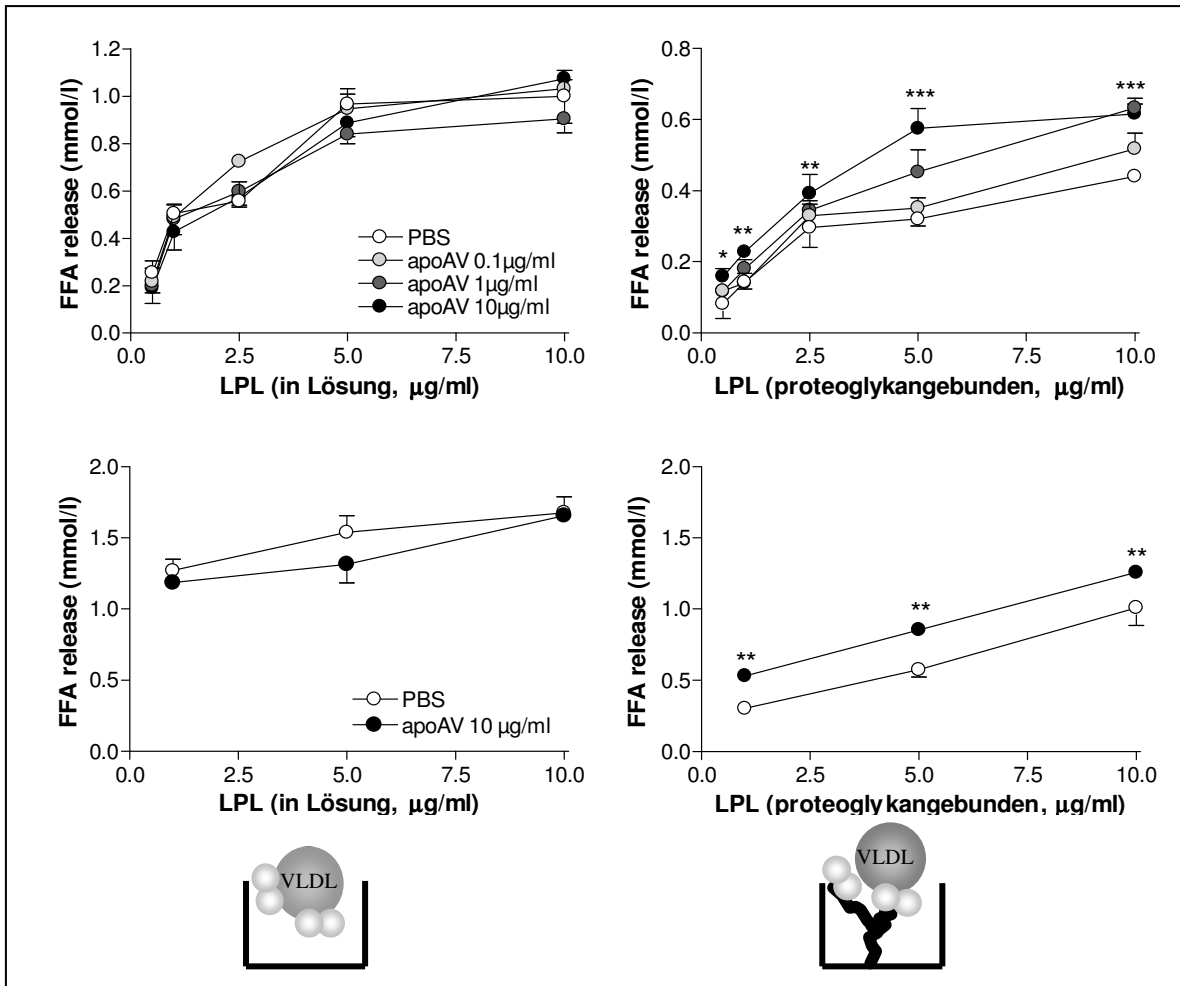 1.2
1.0
0.8
0.6
0.4
0.2
0.0
FFA release (mmol/l)
0.0 2.5 5.0 7.5 10.0
LPL (in Lösung, µg/ml)
PBS
apoAV 0.1µg/ml
apoAV 1µg/ml
apoAV 10µg/ml
0.8
0.6
0.4
0.2
0.0
FFA release (mmol/l)
* ** ** *** ***
0.0 2.5 5.0 7.5 10.0
LPL (proteoglykangebunden, µg/ml)
2.0
1.5
1.0
0.5
0.0
FFA release (mmol/l)
PBS
apoAV 10 µg/ml
0.0 2.5 5.0 7.5 10.0
LPL (in Lösung, µg/ml)
2.0
1.5
1.0
0.5
0.0
FFA release (mmol/l)
** ** **
0.0 2.5 5.0 7.5 10.0
LPL (proteoglykangebunden, µg/ml)
VLDL
VLDL